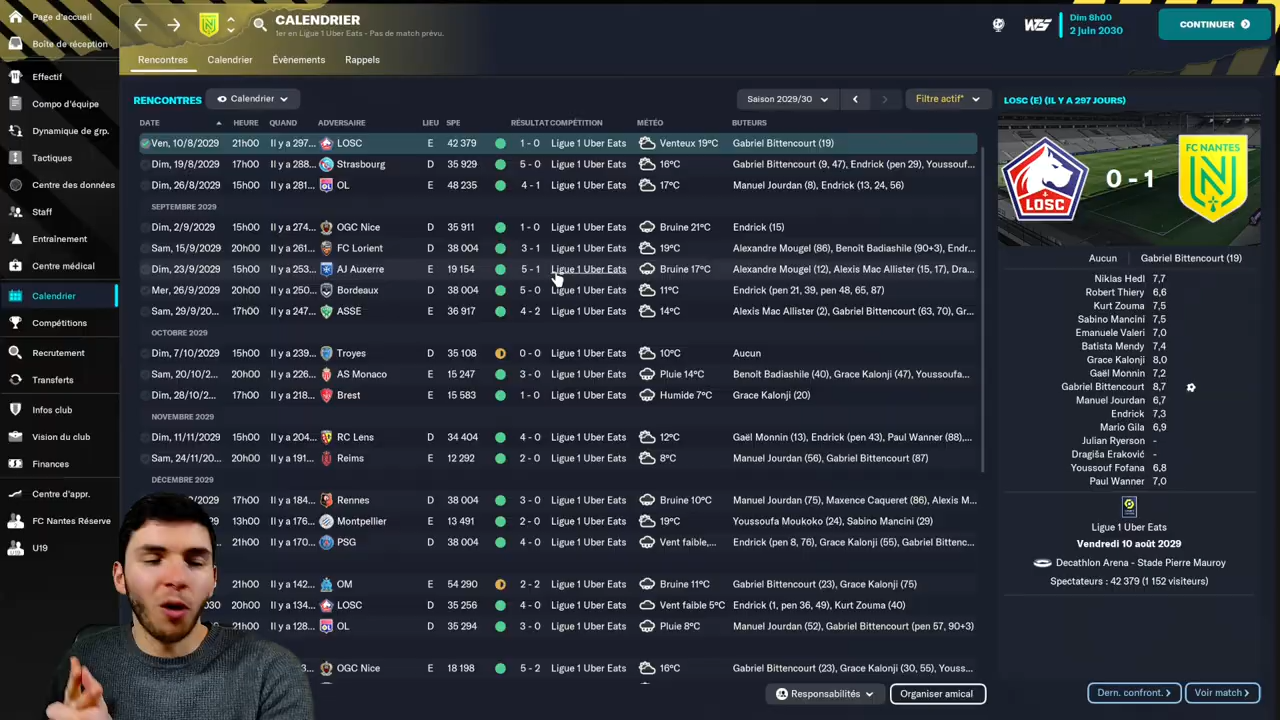 Page d'accueil
Boîte de réception
Effectif
Compo d'équipe
Dynamique de grp.
Tactiques
Centre des données
Staff
Entraînement
Centre médical
Calendrier
Compétitions
Recrutement
Transferts
Infos club
Vision du club
Finances
Centre d'appr.
FC Nantes Réserve
U19
CALENDRIER
1er en Ligue 1 Uber Eats - Pas de match prévu.
Dim 8h00
2 juin 2030
CONTINUER
Rencontres Calendrier Évènements Rappels
RENCONTRES Calendrier Saison 2029/30 Filtre actif*
DATE HEURE QUAND ADVERSAIRE LIEU SPE RÉSULTAT COMPÉTITION MÉTÉO BUTEURS
Ven, 10/8/2029 21h00 Il y a 297... LOSC E 42 379 1 - 0 Ligue 1 Uber Eats Venteux 19°C Gabriel Bittencourt (19)
Dim, 19/8/2029 17h00 Il y a 288... Strasbourg D 35 929 5 - 0 Ligue 1 Uber Eats 16°C Gabriel Bittencourt (9, 47), Endrick (pen 29), Youssouf...
Dim, 26/8/2029 15h00 Il y a 281... OL E 48 235 4 - 1 Ligue 1 Uber Eats 17°C Manuel Jourdan (8), Endrick (13, 24, 56)
SEPTEMBRE 2029
Dim, 2/9/2029 15h00 Il y a 274... OGC Nice D 35 911 1 - 0 Ligue 1 Uber Eats Bruine 21°C Endrick (15)
Sam, 15/9/2029 20h00 Il y a 261... FC Lorient D 38 004 3 - 1 Ligue 1 Uber Eats 19°C Alexandre Mougel (86), Benoît Badiashile (90+3), Endr...
Dim, 23/9/2029 15h00 Il y a 253... AJ Auxerre E 19 154 5 - 1 Ligue 1 Uber Eats Bruine 17°C Alexandre Mougel (12), Alexis Mac Allister (15, 17), Dra...
Mer, 26/9/2029 20h00 Il y a 250... Bordeaux D 38 004 5 - 0 Ligue 1 Uber Eats 11°C Endrick (pen 21, 39, pen 48, 65, 87)
Sam, 29/9/20... 17h00 Il y a 247... ASSE E 36 917 4 - 2 Ligue 1 Uber Eats 14°C Alexis Mac Allister (2), Gabriel Bittencourt (63, 70), Gr...
OCTOBRE 2029
Dim, 7/10/2029 15h00 Il y a 239... Troyes D 35 108 0 - 0 Ligue 1 Uber Eats 10°C Aucun
Sam, 20/10/2... 20h00 Il y a 226... AS Monaco E 15 247 3 - 0 Ligue 1 Uber Eats Pluie 14°C Benoît Badiashile (40), Grace Kalonji (47), Youssoufa...
Dim, 28/10/2... 17h00 Il y a 218... Brest E 15 583 1 - 0 Ligue 1 Uber Eats Humide 7°C Grace Kalonji (20)
NOVEMBRE 2029
Dim, 11/11/2029 15h00 Il y a 204... RC Lens D 34 404 4 - 0 Ligue 1 Uber Eats 12°C Gaël Monnin (13), Endrick (pen 43), Paul Wanner (88),...
Sam, 24/11/20... 20h00 Il y a 191... Reims E 12 292 2 - 0 Ligue 1 Uber Eats 8°C Manuel Jourdan (56), Gabriel Bittencourt (87)
DÉCEMBRE 2029
/2029 17h00 Il y a 184... Rennes D 38 004 3 - 0 Ligue 1 Uber Eats Bruine 10°C Manuel Jourdan (75), Maxence Caqueret (86), Alexis M...
13h00 Il y a 176... Montpellier E 13 491 2 - 0 Ligue 1 Uber Eats 19°C Youssoufa Moukoko (24), Sabino Mancini (29)
21h00 Il y a 170... PSG D 38 004 4 - 0 Ligue 1 Uber Eats Vent faible,... Endrick (pen 8, 76), Grace Kalonji (55), Gabriel Bittenc...
21h00 Il y a 142... OM E 54 290 2 - 2 Ligue 1 Uber Eats Bruine 11°C Gabriel Bittencourt (23), Grace Kalonji (75)
030 20h00 Il y a 134... LOSC D 35 256 4 - 0 Ligue 1 Uber Eats Vent faible 5°C Endrick (1, pen 36, 49), Kurt Zouma (40)
Il y a 128... OL D 35 294 3 - 0 Ligue 1 Uber Eats Pluie 8°C Manuel Jourdan (52), Gabriel Bittencourt (pen 57, 90+3)
OGC Nice E 18 198 5 - 2 Ligue 1 Uber Eats 16°C Gabriel Bittencourt (23), Grace Kalonji (30, 55), Youss...
Responsabilités Organiser amical
LOSC (E) (IL Y A 297 JOURS)
LOSC 0 - 1 FC NANTES
Aucun Gabriel Bittencourt (19)
Niklas Hedl 7,7
Robert Thiery 6,6
Kurt Zouma 7,5
Sabino Mancini 7,5
Emanuele Valeri 7,0
Batista Mendy 7,4
Grace Kalonji 8,0
Gaël Monnin 7,2
Gabriel Bittencourt 8,7
Manuel Jourdan 6,7
Endrick 7,3
Mario Gila 6,9
Julian Ryerson -
Dragiša Eraković -
Youssouf Fofana 6,8
Paul Wanner 7,0
Ligue 1 Uber Eats
Vendredi 10 août 2029
Decathlon Arena - Stade Pierre Mauroy
Spectateurs : 42 379 (1 152 visiteurs)
Dern. confront. Voir match